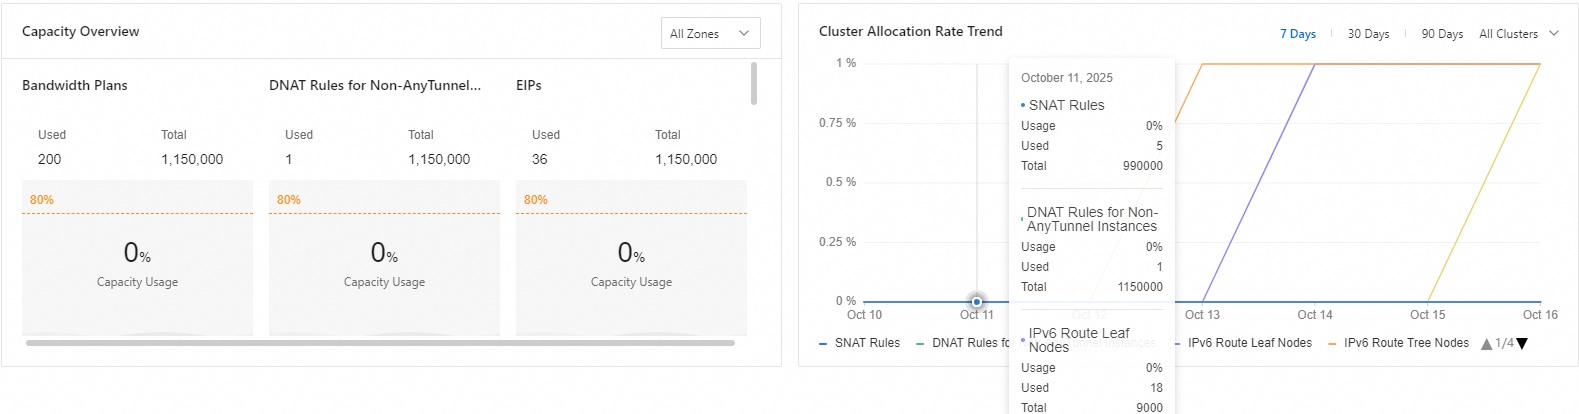 Capacity Overview
All Zones
Bandwidth Plans
Used
Total
200
1,150,000
80%
0%
Capacity Usage
DNAT Rules for Non-AnyTunnel...
Used
Total
1
1,150,000
80%
0%
Capacity Usage
EIPs
Used
Total
36
1,150,000
80%
0%
Capacity Usage
Cluster Allocation Rate Trend
7 Days
30 Days
90 Days
All Clusters
1 %
0.75 %
0.5 %
0.25 %
0 %
Oct 10
Oct 11
Oct 12
Oct 13
Oct 14
Oct 15
Oct 16
October 11, 2025
SNAT Rules
Usage 0%
Used 5
Total 990000
DNAT Rules for Non-
AnyTunnel Instances
Usage 0%
Used 1
Total 1150000
IPv6 Route Leaf
Nodes
Usage 0%
Used 18
Total 9000
SNAT Rules
DNAT Rules fo
Instances
IPv6 Route Leaf Nodes
IPv6 Route Tree Nodes
1/4